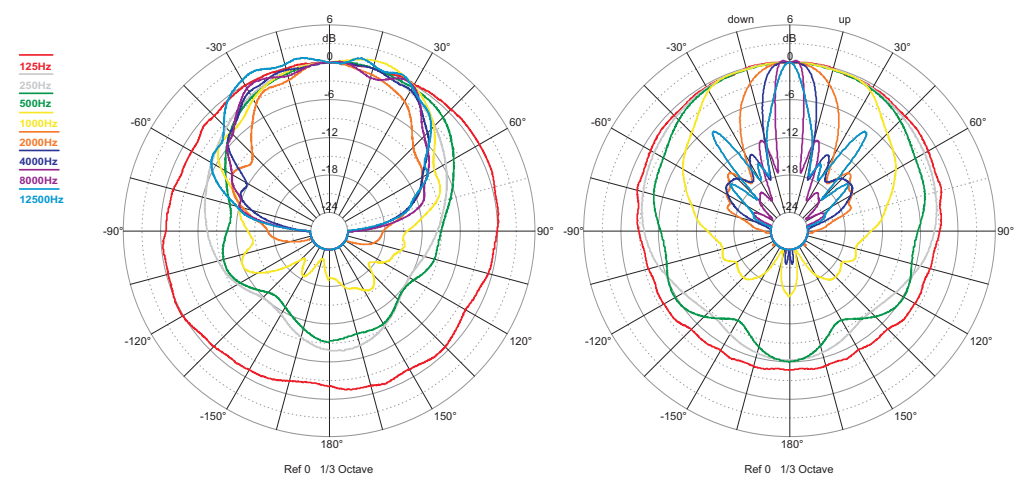 125Hz
250Hz
500Hz
1000Hz
2000Hz
4000Hz
8000Hz
12500Hz
6
dB
0
-6
-12
-18
-24
-30°
30°
-60°
60°
-90°
90°
-120°
120°
-150°
150°
180°
Ref 0 1/3 Octave
down 6 up
dB
0
-6
-12
-18
-24
-30°
30°
-60°
60°
-90°
90°
-120°
120°
-150°
150°
180°
Ref 0 1/3 Octave